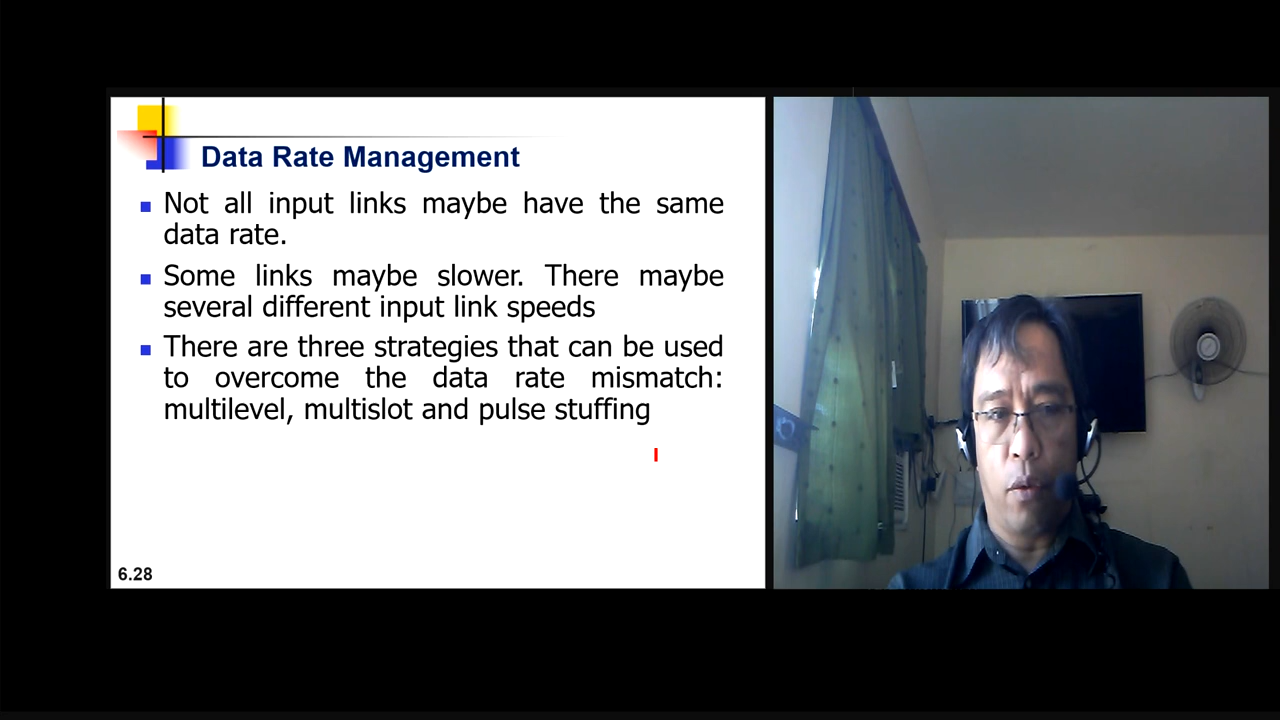 Data Rate Management
Not all input links maybe have the same
data rate.
Some links maybe slower. There maybe
several different input link speeds
There are three strategies that can be used
to overcome the data rate mismatch:
multilevel, multislot and pulse stuffing
6.28